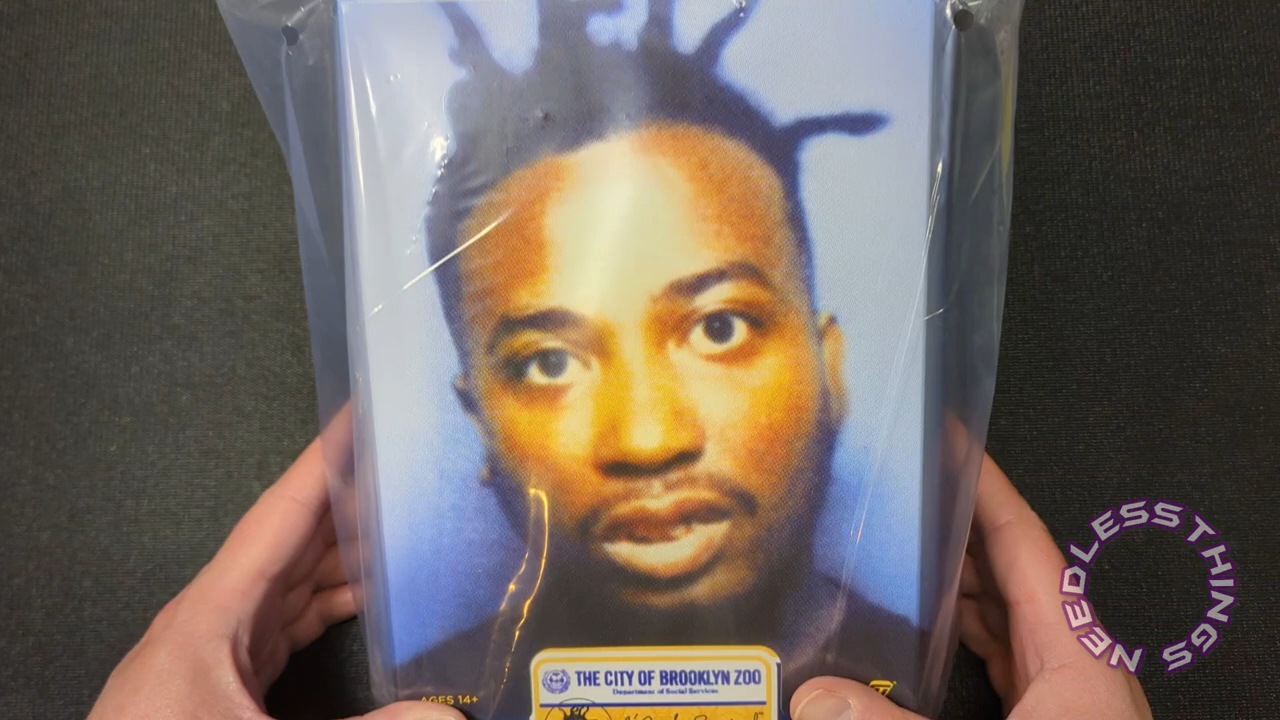 THE CITY OF BROOKLYN ZOO
Department of Social Services
AGES 14+
NEEDLESS THINGS